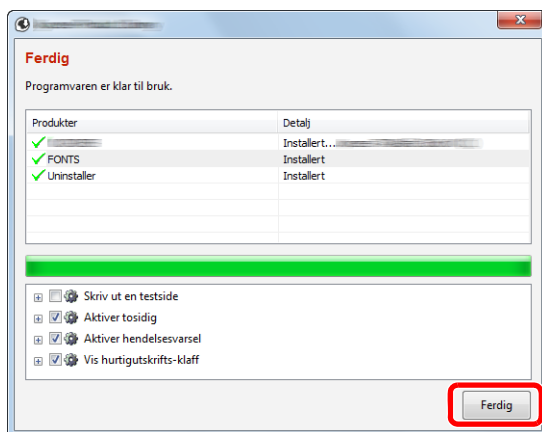 Ferdig
Programvaren er klar til bruk.
Produkter Detalj
Installert...
FONTS Installert
Uninstaller Installert
Skriv ut en testside
Aktiver tosidig
Aktiver hendelsesvarsel
Vis hurtigutskrifts-klaff
Ferdig